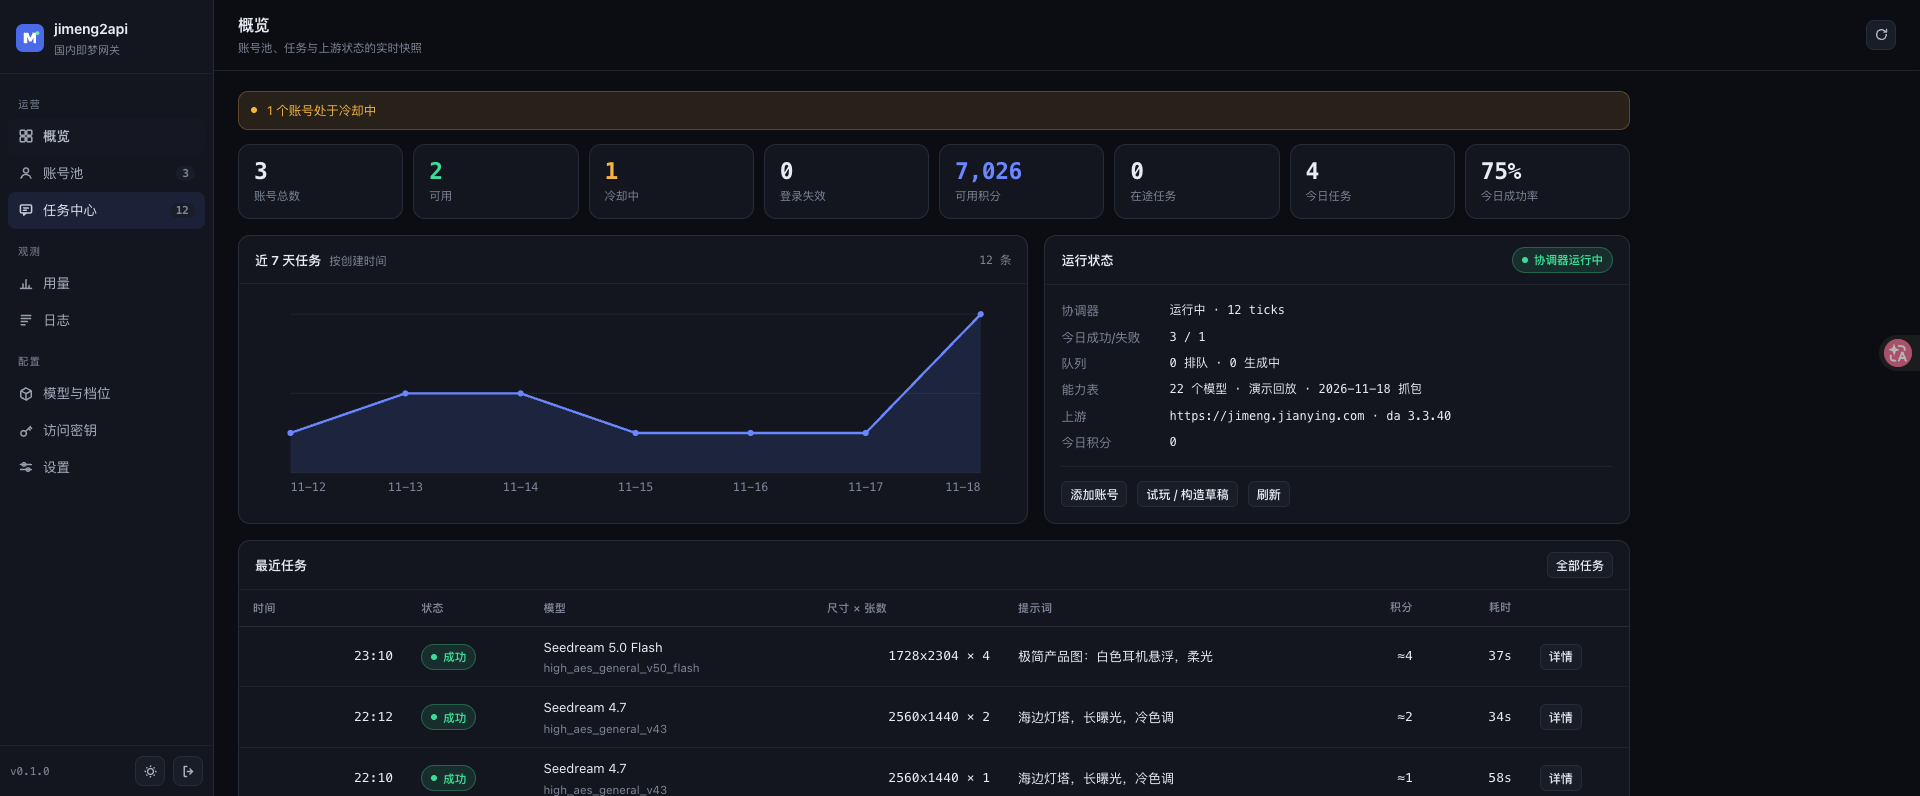 jimeng2api
国内即梦网关
运营
概览
账号池 3
任务中心 12
观测
用量
日志
配置
模型与档位
访问密钥
设置
v0.1.0
概览
账号池、任务与上游状态的实时快照
1 个账号处于冷却中
3
账号总数
2
可用
1
冷却中
0
登录失效
7,026
可用积分
0
在途任务
4
今日任务
75%
今日成功率
近 7 天任务 按创建时间 12 条
11-12 11-13 11-14 11-15 11-16 11-17 11-18
运行状态 协调器运行中
协调器 运行中 · 12 ticks
今日成功/失败 3 / 1
队列 0 排队 · 0 生成中
能力表 22 个模型 · 演示回放 · 2026-11-18 抓包
上游 https://jimeng.jianying.com · da 3.3.40
今日积分 0
添加账号 试玩 / 构造草稿 刷新
最近任务 全部任务
时间 状态 模型 尺寸 × 张数 提示词 积分 耗时
23:10 成功 Seedream 5.0 Flash 1728x2304 × 4 极简产品图：白色耳机悬浮，柔光 ≈4 37s 详情
high_aes_general_v50_flash
22:12 成功 Seedream 4.7 2560x1440 × 2 海边灯塔，长曝光，冷色调 ≈2 34s 详情
high_aes_general_v43
22:10 成功 Seedream 4.7 2560x1440 × 1 海边灯塔，长曝光，冷色调 ≈1 58s 详情
high_aes_general_v43